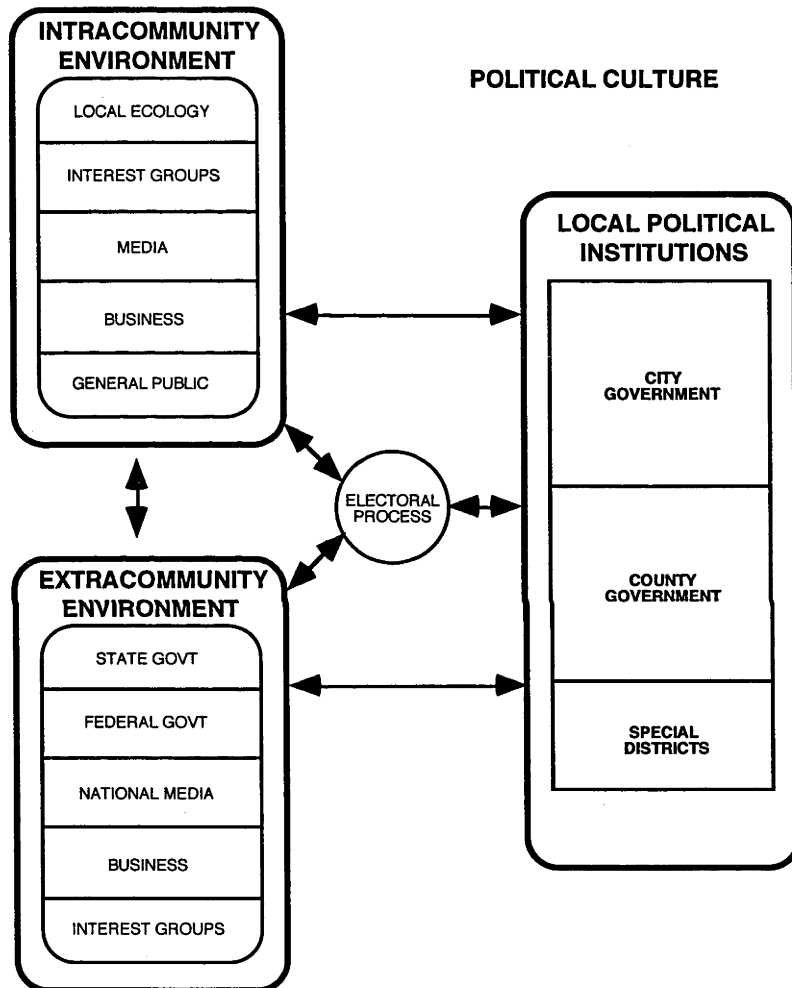 INTRACOMMUNITY
ENVIRONMENT
LOCAL ECOLOGY
INTEREST GROUPS
MEDIA
BUSINESS
GENERAL PUBLIC
POLITICAL CULTURE
LOCAL POLITICAL
INSTITUTIONS
CITY
GOVERNMENT
COUNTY
GOVERNMENT
SPECIAL
DISTRICTS
ELECTORAL
PROCESS
EXTRACOMMUNITY
ENVIRONMENT
STATE GOVT
FEDERAL GOVT
NATIONAL MEDIA
BUSINESS
INTEREST GROUPS